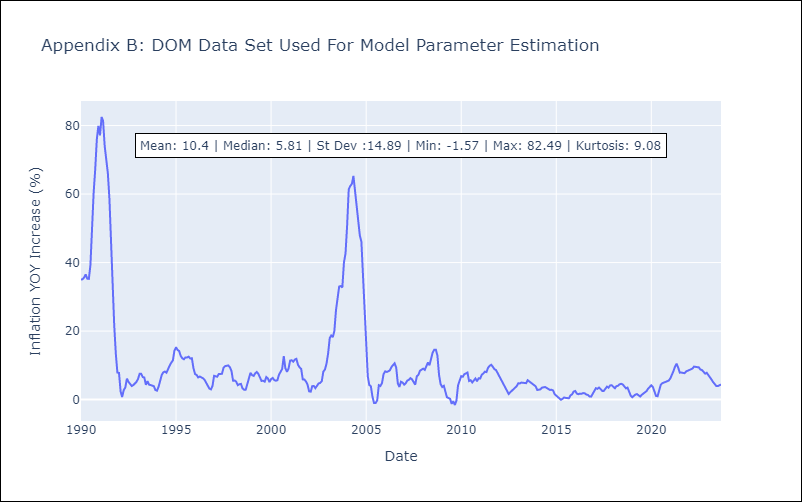 Appendix B: DOM Data Set Used For Model Parameter Estimation
Mean: 10.4 | Median: 5.81 | St Dev :14.89 | Min: -1.57 | Max: 82.49 | Kurtosis: 9.08
Inflation YOY Increase (%)
80
60
40
20
0
1990 1995 2000 2005 2010 2015 2020
Date